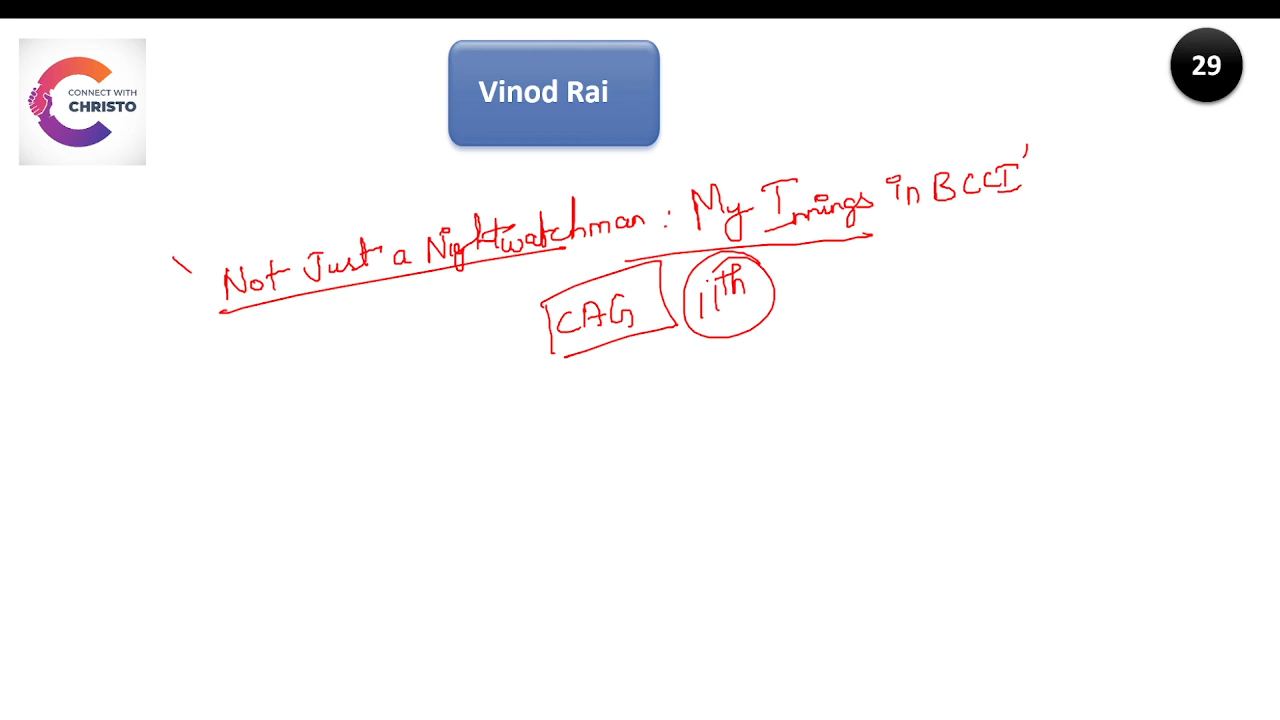 CONNECT WITH
CHRISTO
Vinod Rai
29
'Not Just a Nightwatchman : My Innings in BCCI'
CAG 11th